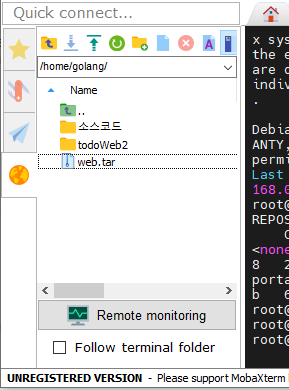 Quick connect...
/home/golang/
Name
..
소스코드
todoWeb2
web.tar
Remote monitoring
Follow terminal folder
UNREGISTERED VERSION - Please support MobaXterm
x sys
the e
are d
indiv
.
Debia
ANTY,
permi
Last
168.0
root@
REPOS
<none
8 2
porta
b 6
root@
root@
root@